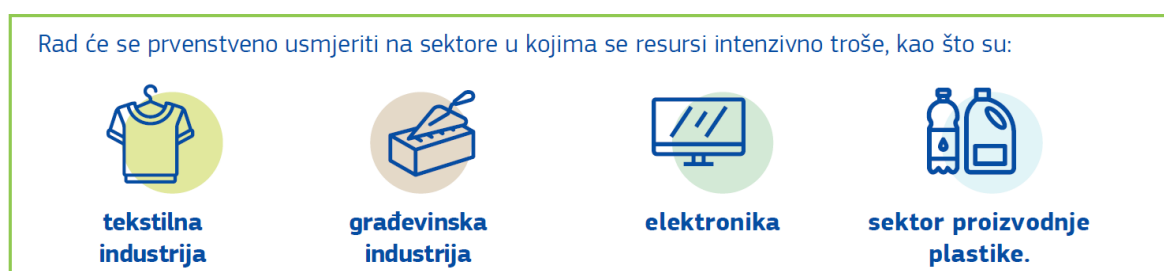 Rad će se prvenstveno usmjeriti na sektore u kojima se resursi intenzivno troše, kao što su:
tekstilna
industrija
građevinska
industrija
elektronika
sektor proizvodnje
plastike.